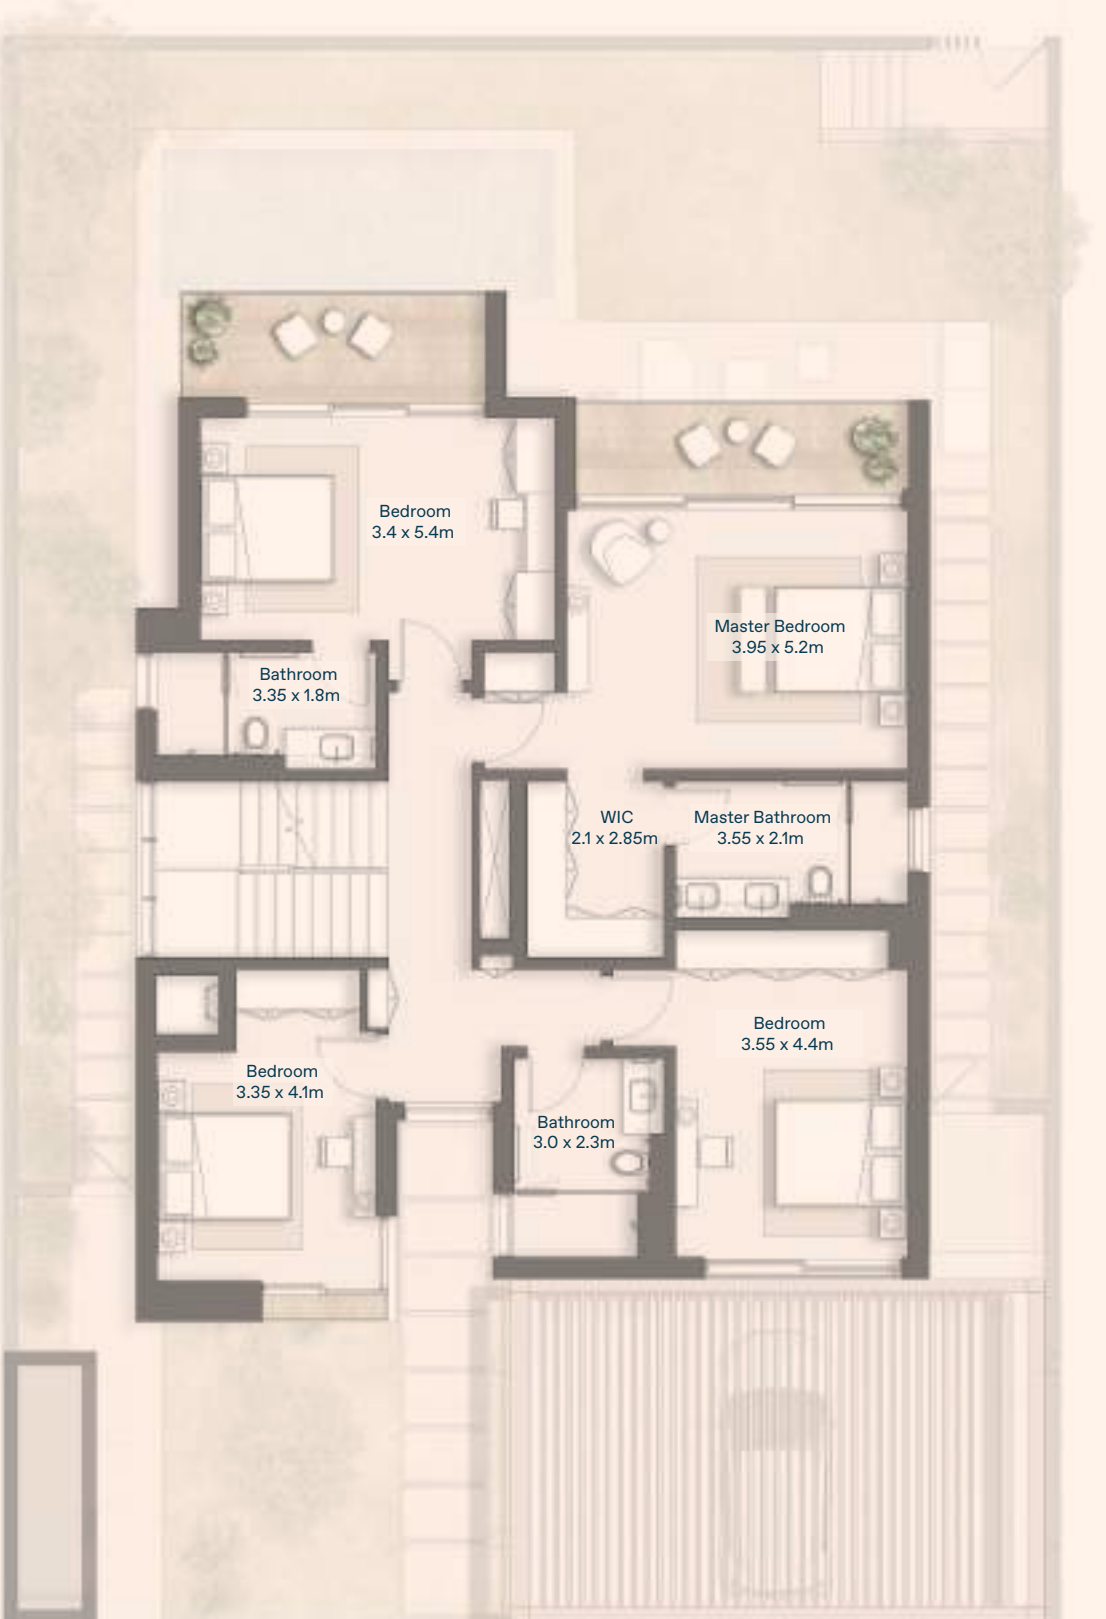 Bedroom
3.4 x 5.4m
Master Bedroom
3.95 x 5.2m
Bathroom
3.35 x 1.8m
WIC
2.1 x 2.85m
Master Bathroom
3.55 x 2.1m
Bedroom
3.55 x 4.4m
Bedroom
3.35 x 4.1m
Bathroom
3.0 x 2.3m